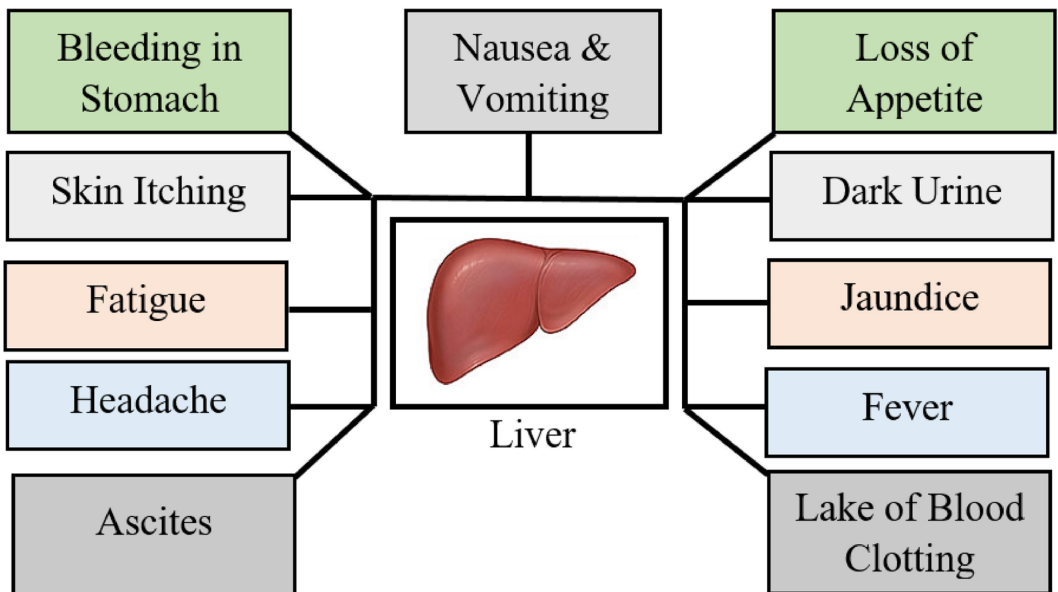 Bleeding in
Stomach
Nausea &
Vomiting
Loss of
Appetite
Skin Itching
Dark Urine
Fatigue
Jaundice
Headache
Fever
Liver
Ascites
Lake of Blood
Clotting